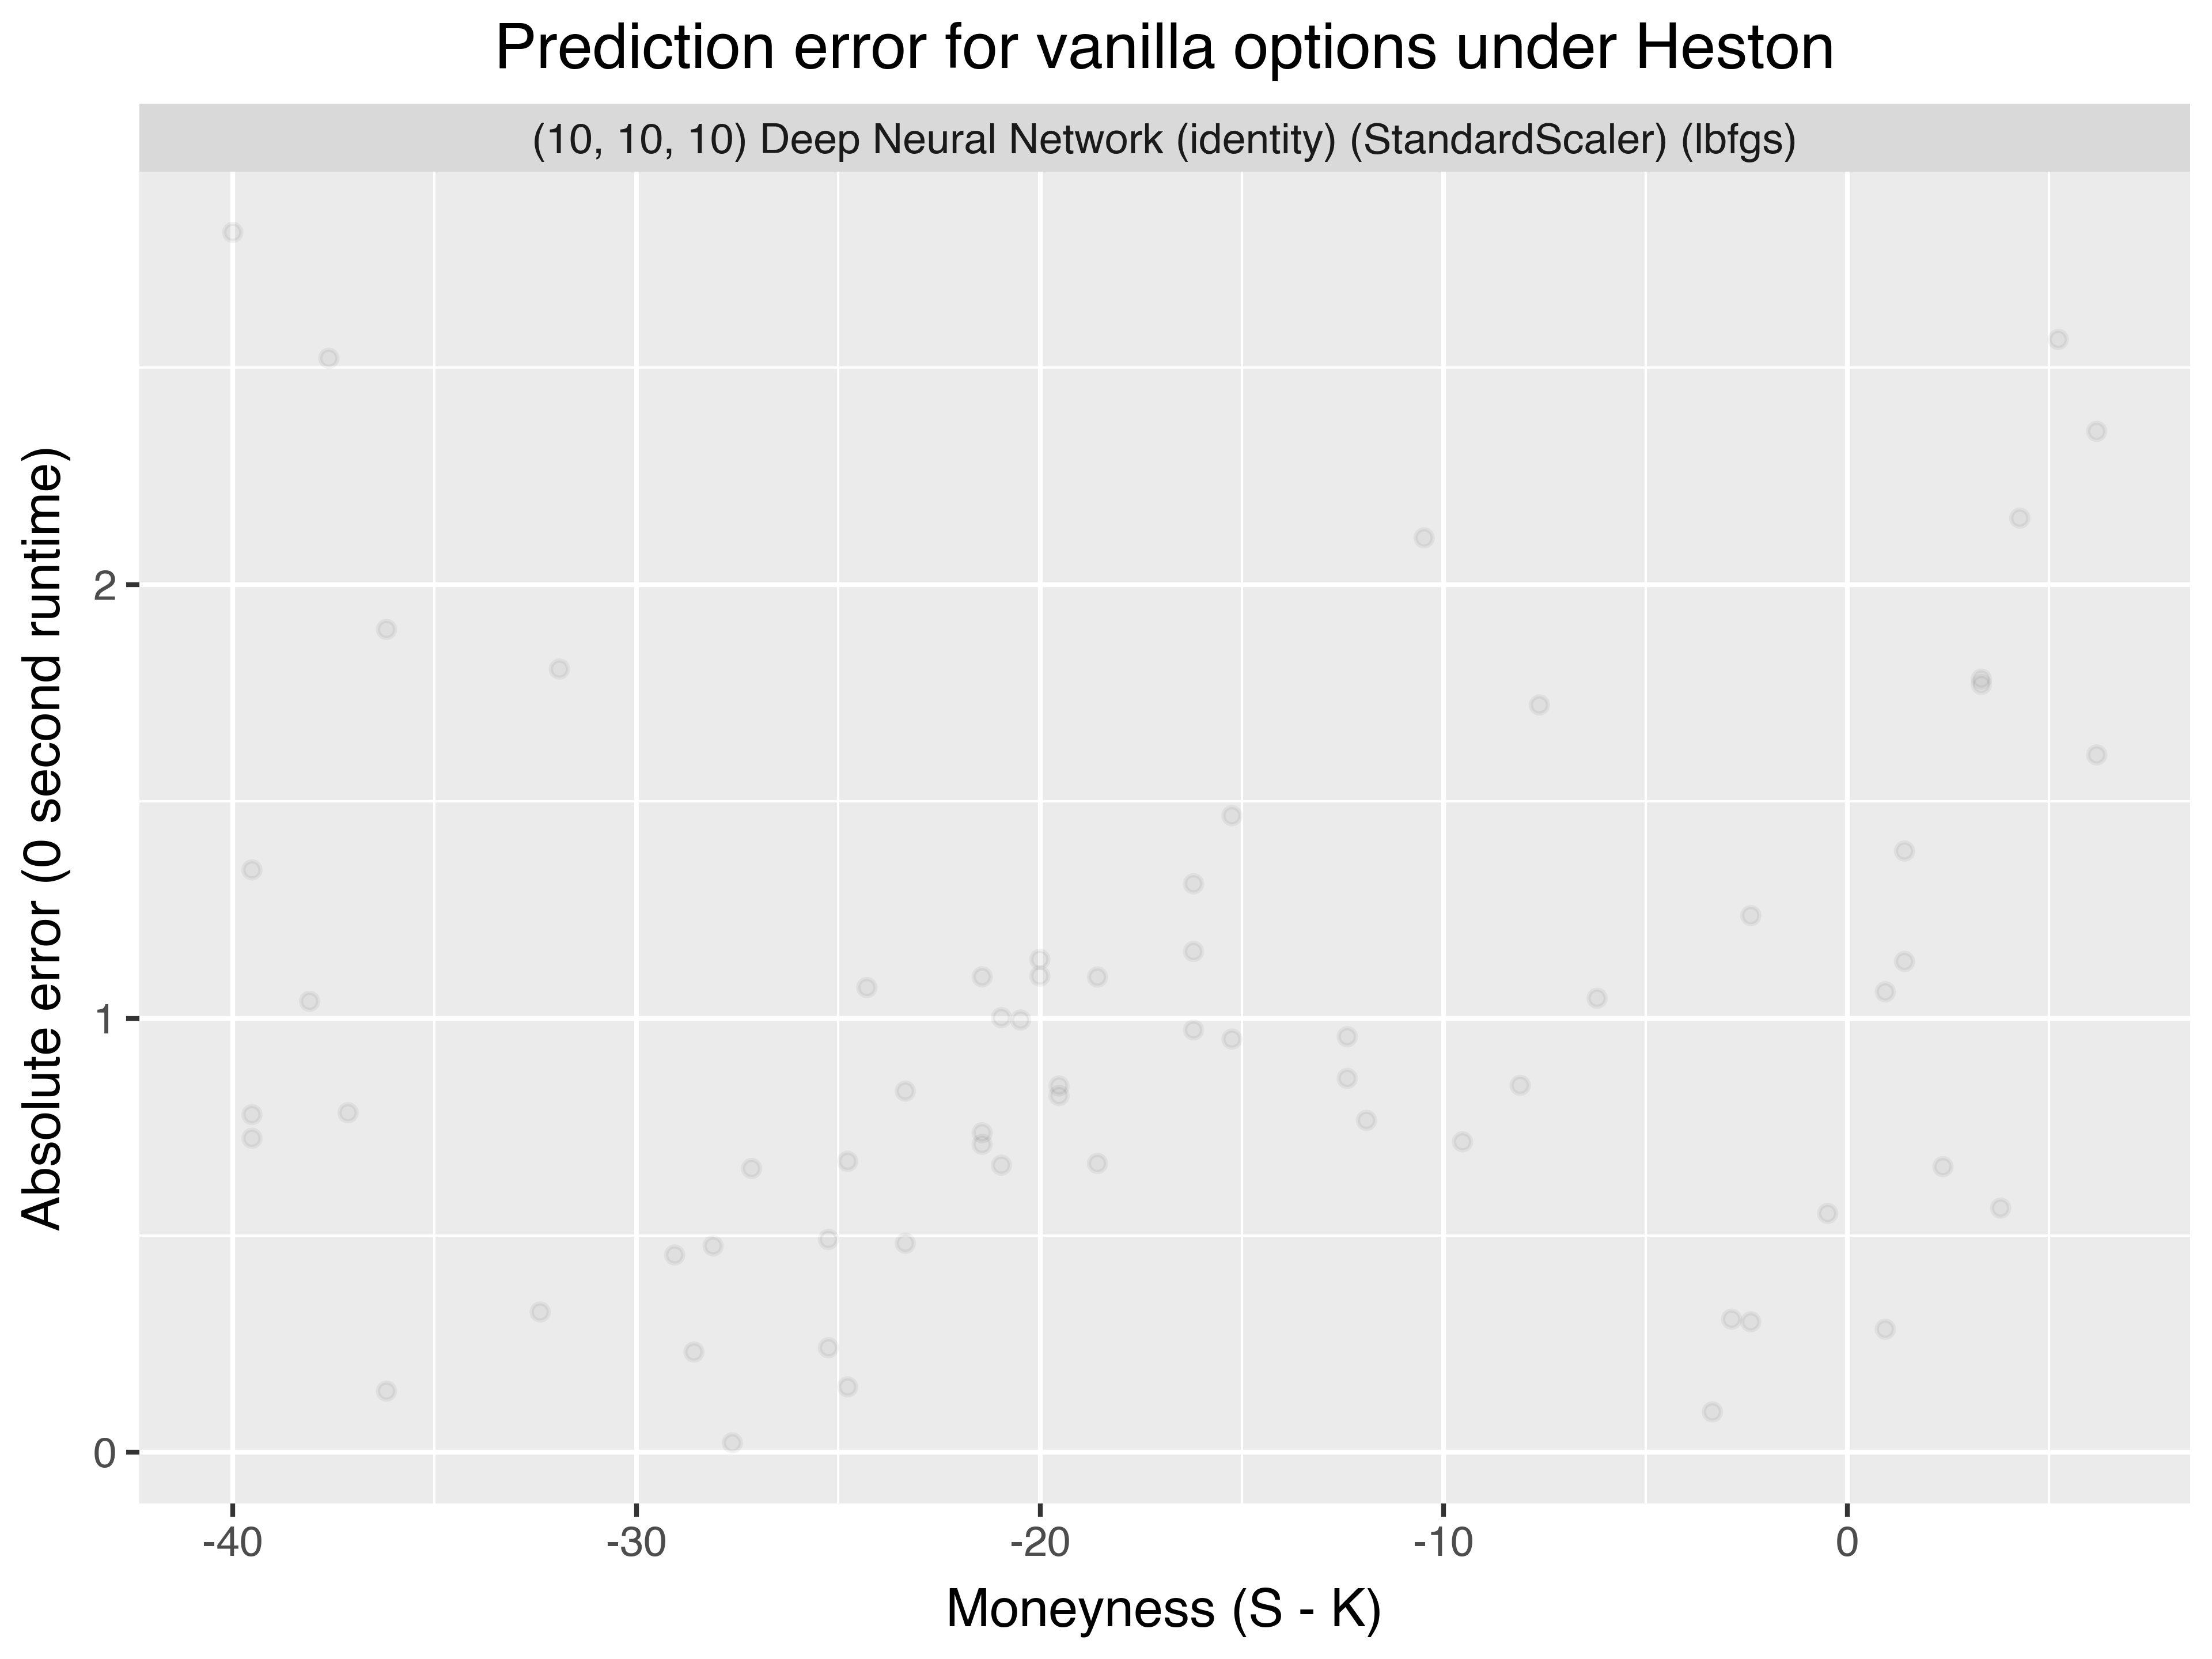 Prediction error for vanilla options under Heston
(10, 10, 10) Deep Neural Network (identity) (StandardScaler) (lbfgs)
Absolute error (0 second runtime)
2
1
0
-40
-30
-20
-10
0
Moneyness (S - K)